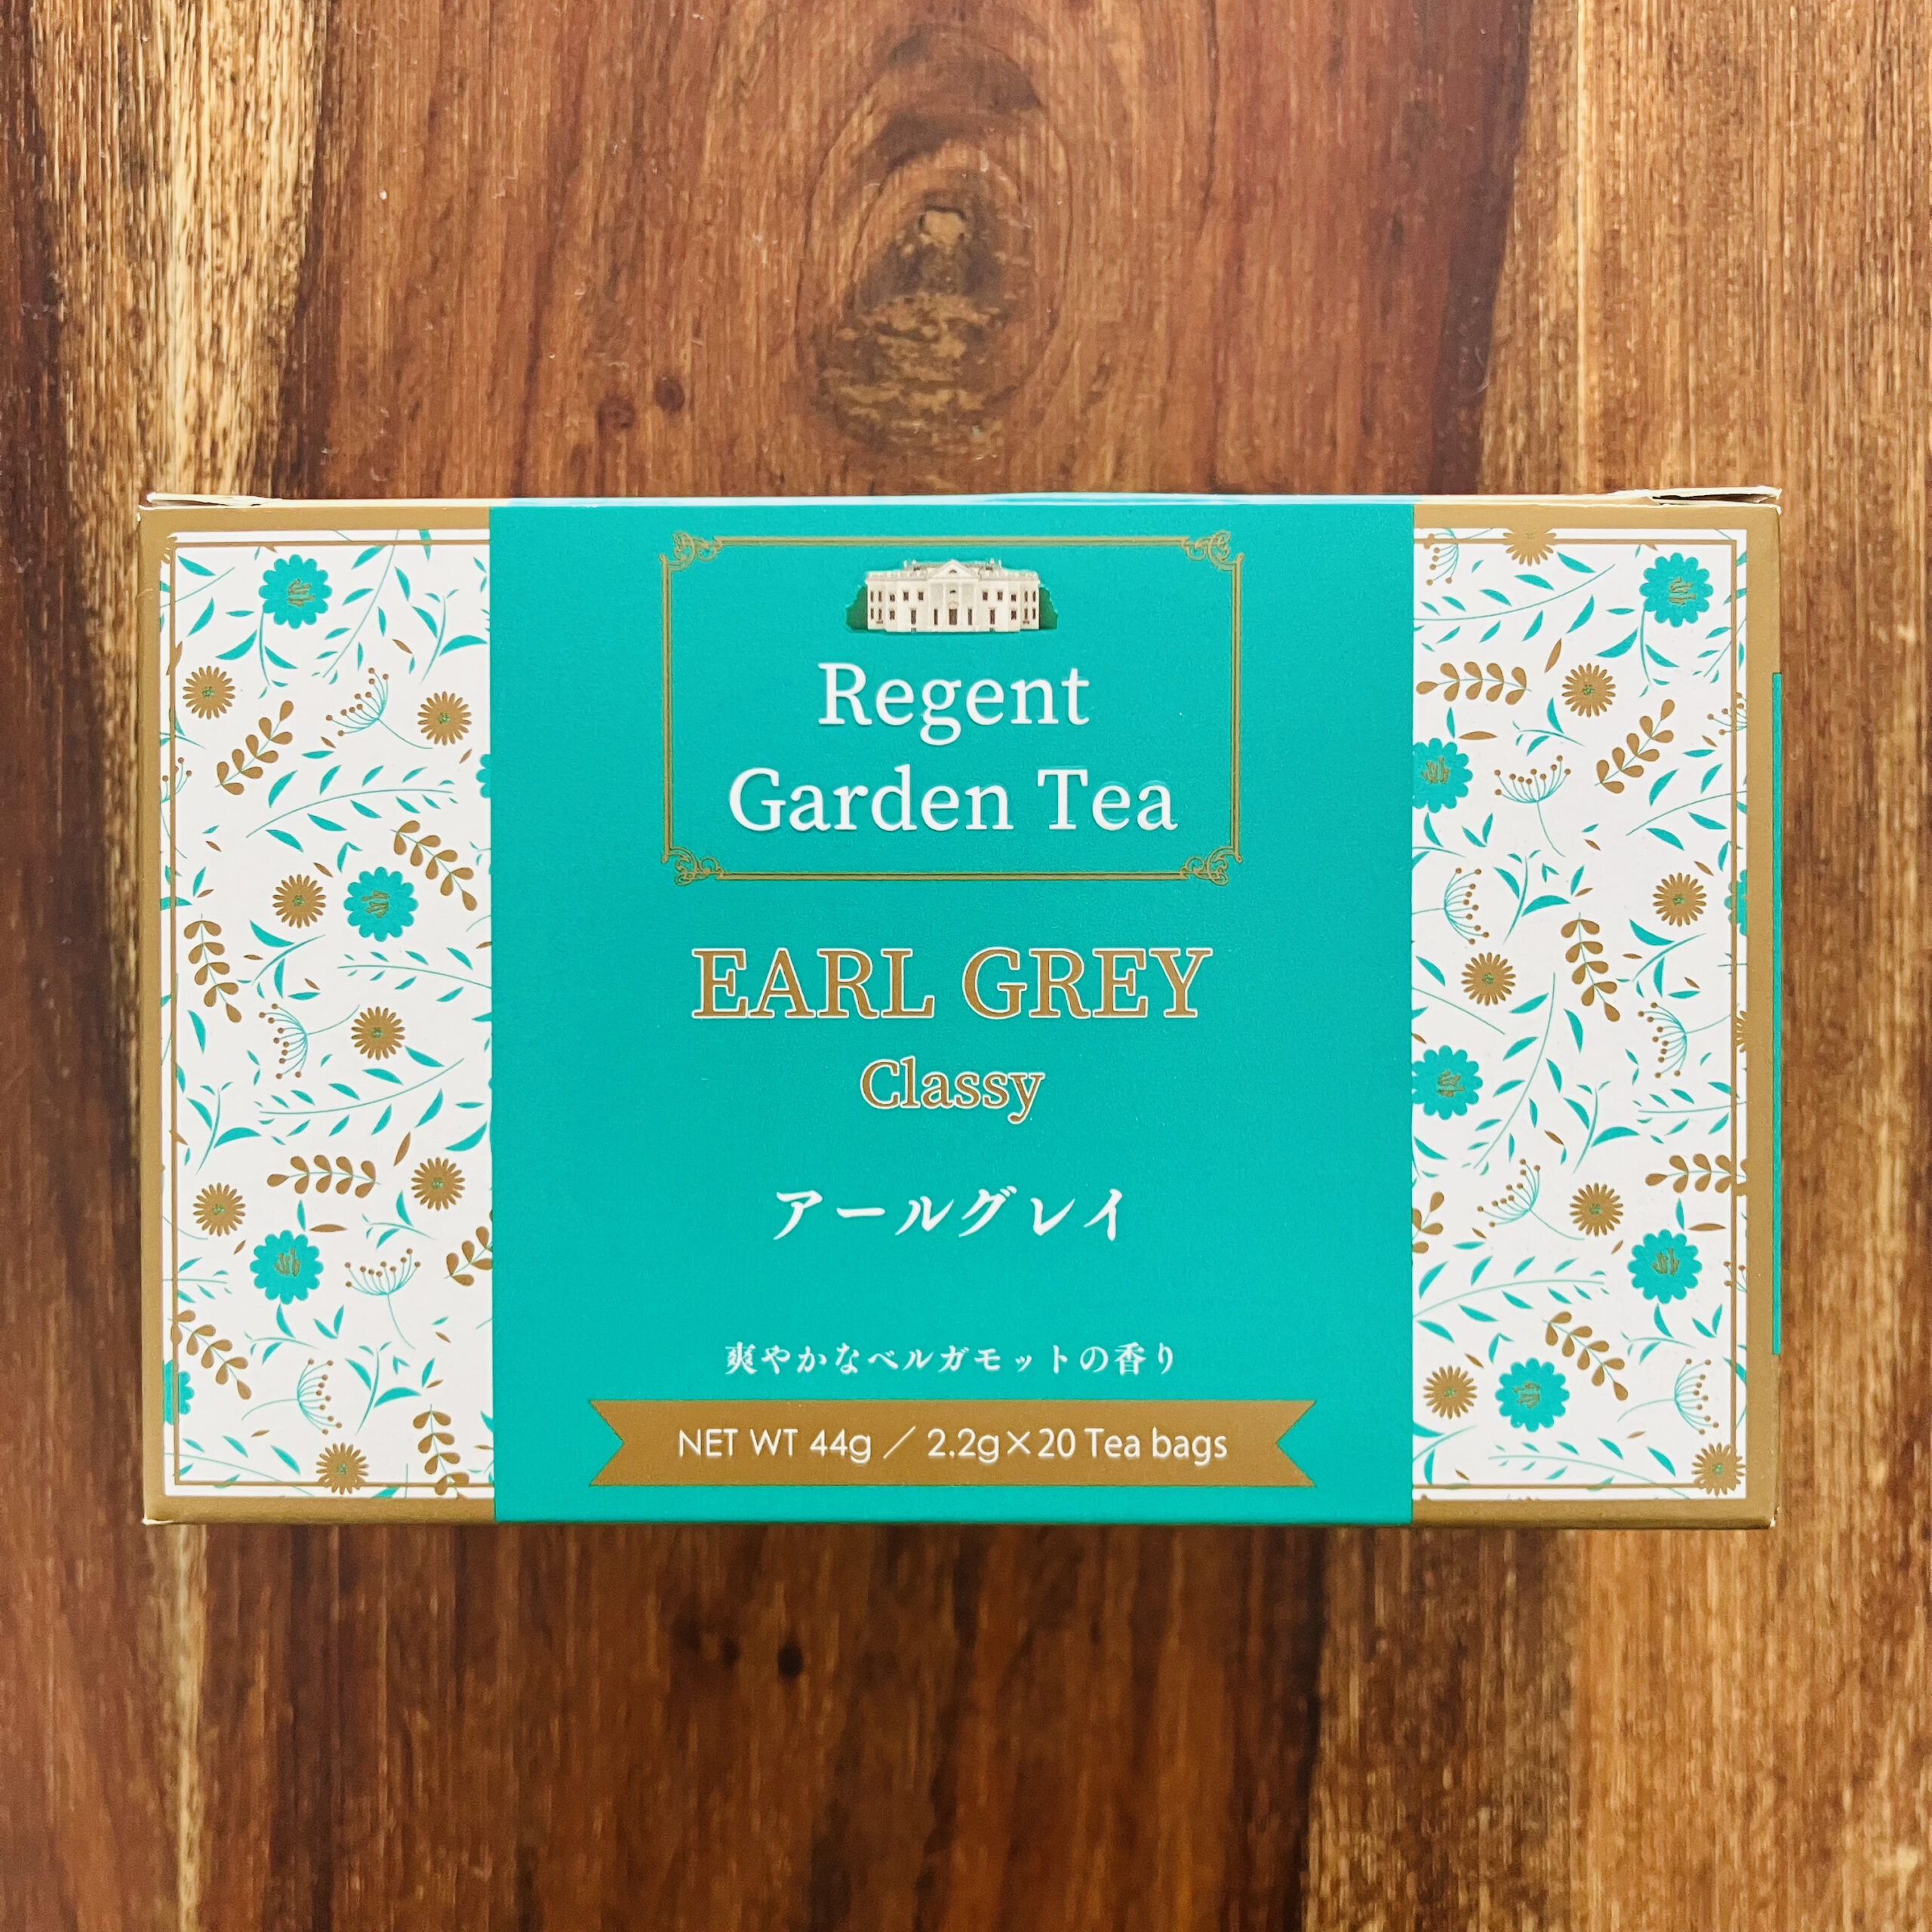 Regent
Garden Tea
EARL GREY
Classy
アールグレイ
爽やかなベルガモットの香り
NET WT 44g／2.2g×20 Tea bags